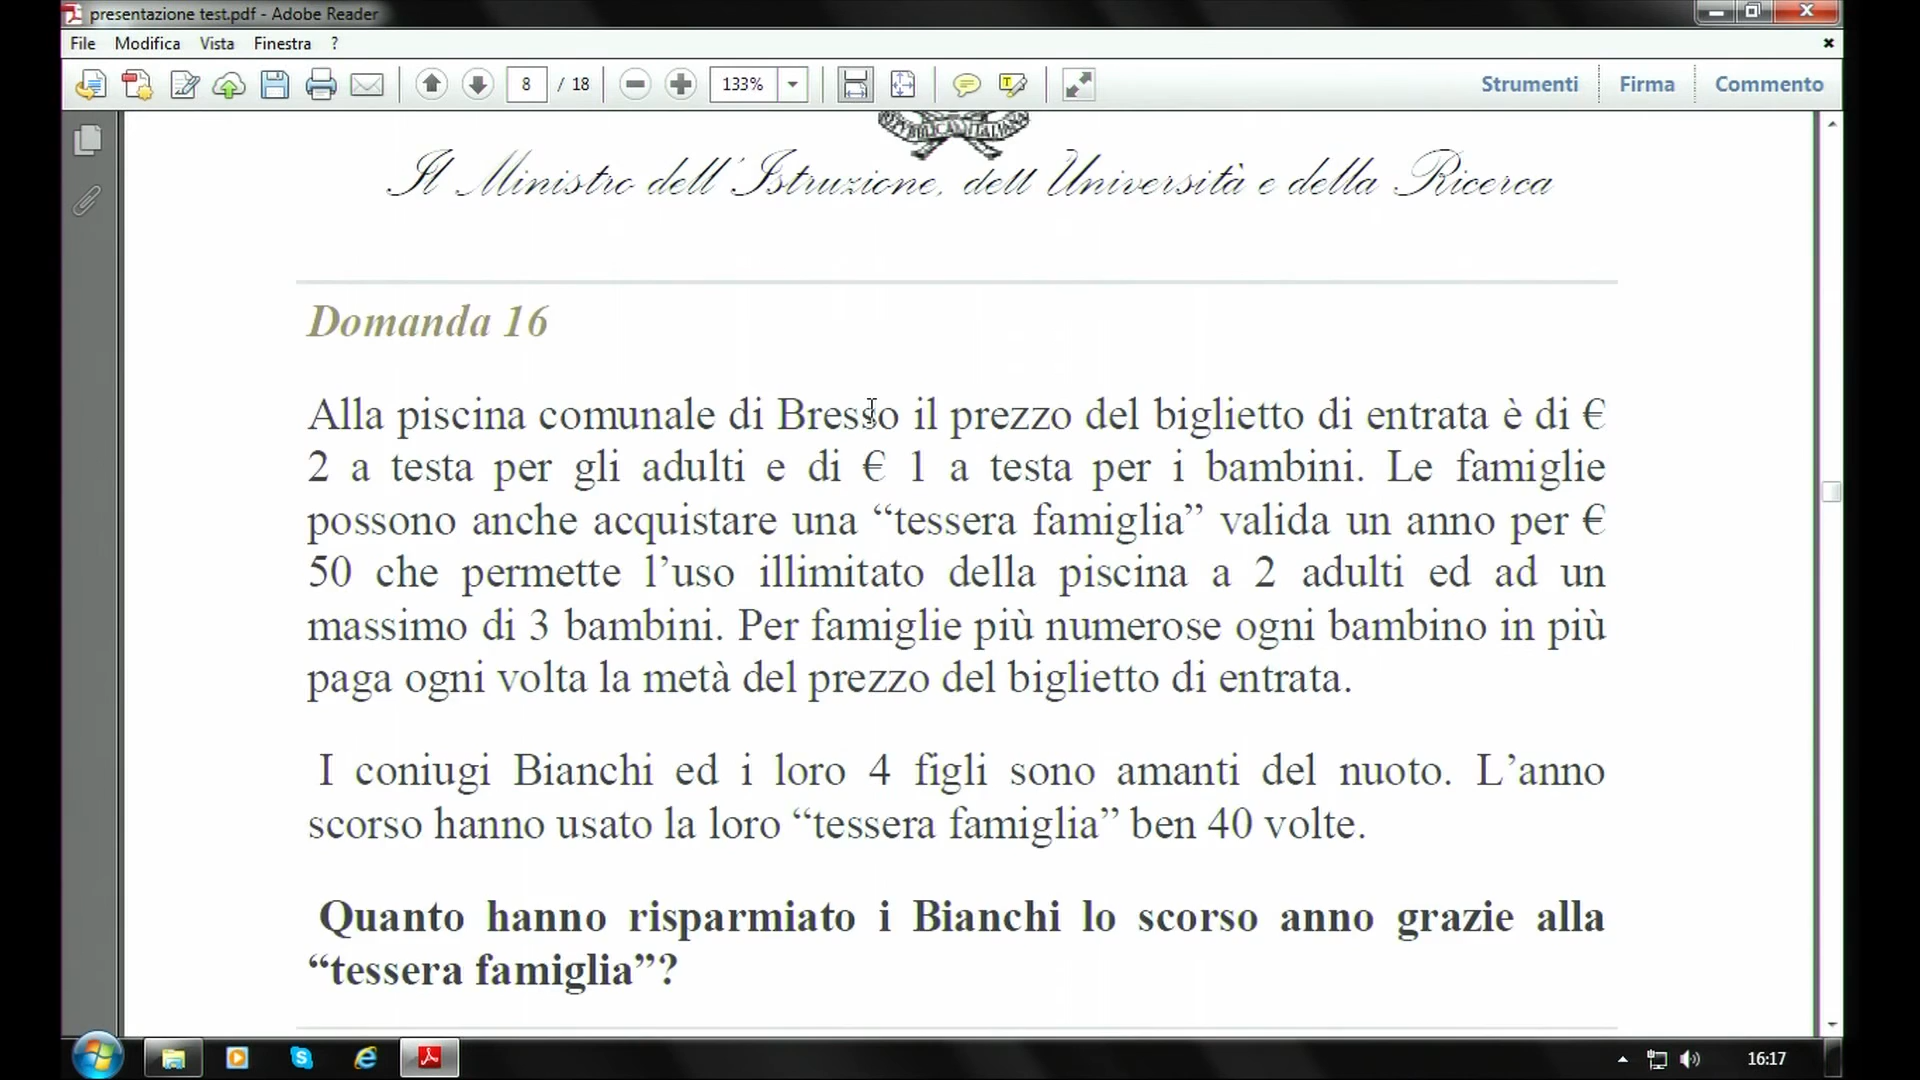 presentazione test.pdf - Adobe Reader
File Modifica Vista Finestra ?
8 / 18 133% Strumenti Firma Commento
REPVBBLICA ITALIANA
Il Ministro dell'Istruzione, dell'Università e della Ricerca
Domanda 16
Alla piscina comunale di Bresso il prezzo del biglietto di entrata è di €
2 a testa per gli adulti e di € 1 a testa per i bambini. Le famiglie
possono anche acquistare una “tessera famiglia” valida un anno per €
50 che permette l’uso illimitato della piscina a 2 adulti ed ad un
massimo di 3 bambini. Per famiglie più numerose ogni bambino in più
paga ogni volta la metà del prezzo del biglietto di entrata.
I coniugi Bianchi ed i loro 4 figli sono amanti del nuoto. L’anno
scorso hanno usato la loro “tessera famiglia” ben 40 volte.
Quanto hanno risparmiato i Bianchi lo scorso anno grazie alla
“tessera famiglia”?
16:17